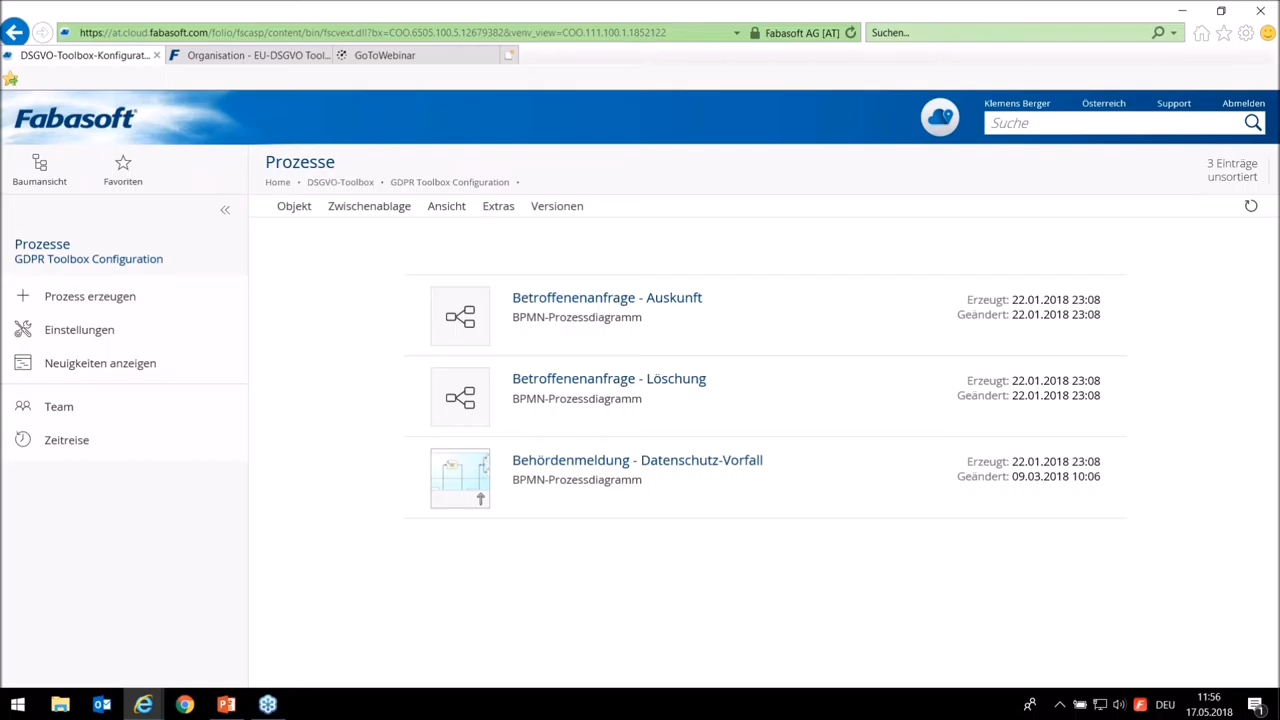 https://at.cloud.fabasoft.com/folio/fscasp/content/bin/fscvext.dll?bx=COO.6505.100.5.12679382&venv_view=COO.111.100.1.1852122
Fabasoft AG [AT]
Suchen...
DSGVO-Toolbox-Konfigurat...
Organisation - EU-DSGVO Tool...
GoToWebinar
Fabasoft
Klemens Berger
Österreich
Support
Abmelden
Suche
Baumansicht
Favoriten
Prozesse
Home • DSGVO-Toolbox • GDPR Toolbox Configuration •
3 Einträge
unsortiert
Objekt
Zwischenablage
Ansicht
Extras
Versionen
Prozesse
GDPR Toolbox Configuration
Prozess erzeugen
Einstellungen
Neuigkeiten anzeigen
Team
Zeitreise
Betroffenenanfrage - Auskunft
BPMN-Prozessdiagramm
Erzeugt: 22.01.2018 23:08
Geändert: 22.01.2018 23:08
Betroffenenanfrage - Löschung
BPMN-Prozessdiagramm
Erzeugt: 22.01.2018 23:08
Geändert: 22.01.2018 23:08
Behördenmeldung - Datenschutz-Vorfall
BPMN-Prozessdiagramm
Erzeugt: 22.01.2018 23:08
Geändert: 09.03.2018 10:06
DEU
11:56
17.05.2018
1